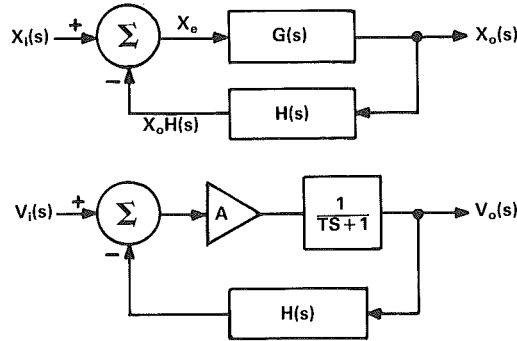 Xi(s) + Σ Xe G(s) Xo(s)
−
XoH(s) H(s)
Vi(s) + Σ A 1/TS+1 Vo(s)
−
H(s)